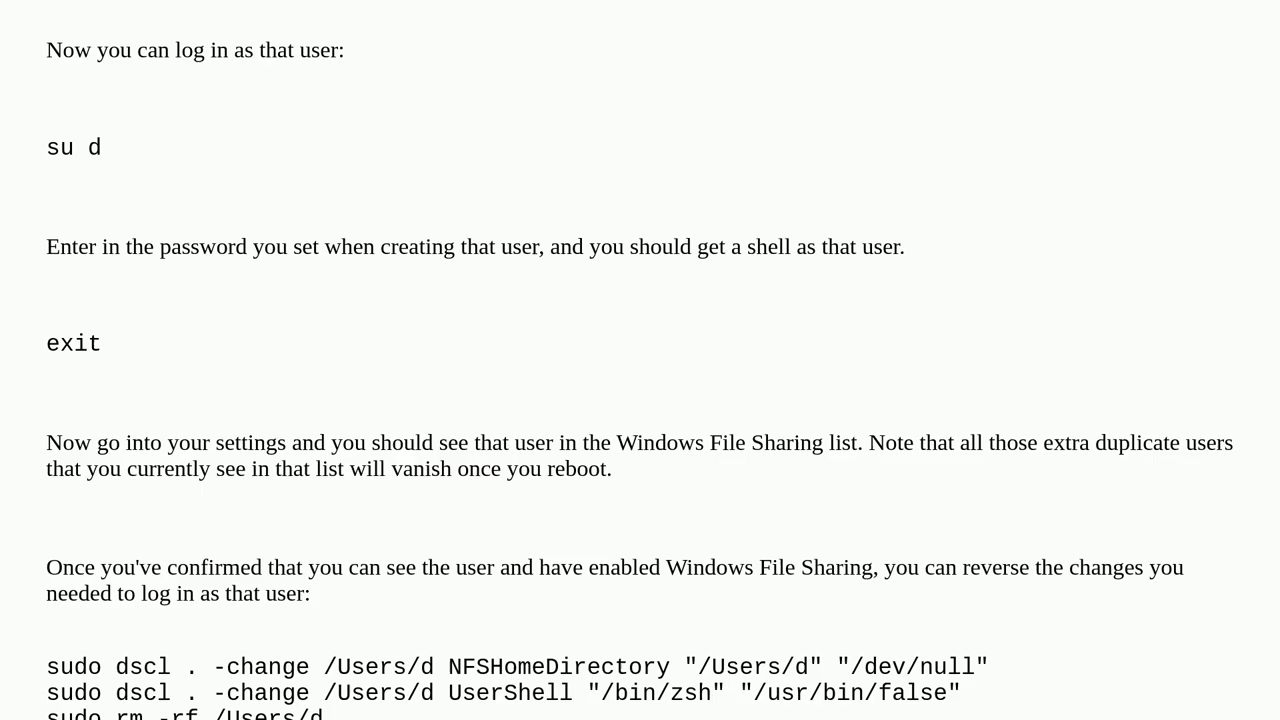 Now you can log in as that user:
su d
Enter in the password you set when creating that user, and you should get a shell as that user.
exit
Now go into your settings and you should see that user in the Windows File Sharing list. Note that all those extra duplicate users
that you currently see in that list will vanish once you reboot.
Once you've confirmed that you can see the user and have enabled Windows File Sharing, you can reverse the changes you
needed to log in as that user:
sudo dscl . -change /Users/d NFSHomeDirectory "/Users/d" "/dev/null"
sudo dscl . -change /Users/d UserShell "/bin/zsh" "/usr/bin/false"
sudo rm -rf /Users/d